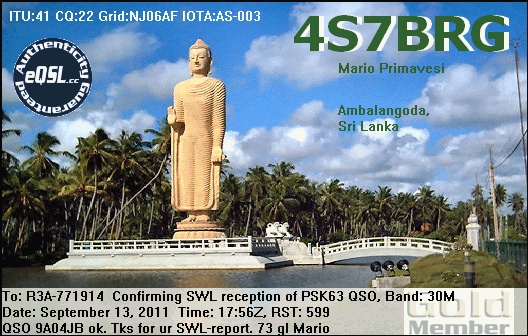 ITU:41 CQ:22 Grid:NJ06AF IOTA:AS-003
4S7BRG
Mario Primavesi
Authenticity
eQSL.cc
Guaranteed
Ambalangoda,
Sri Lanka
To: R3A-771914 Confirming SWL reception of PSK63 QSO, Band: 30M
Date: September 13, 2011 Time: 17:56Z, RST: 599
QSO 9A04JB ok. Tks for ur SWL-report. 73 gl Mario
Gold
Member